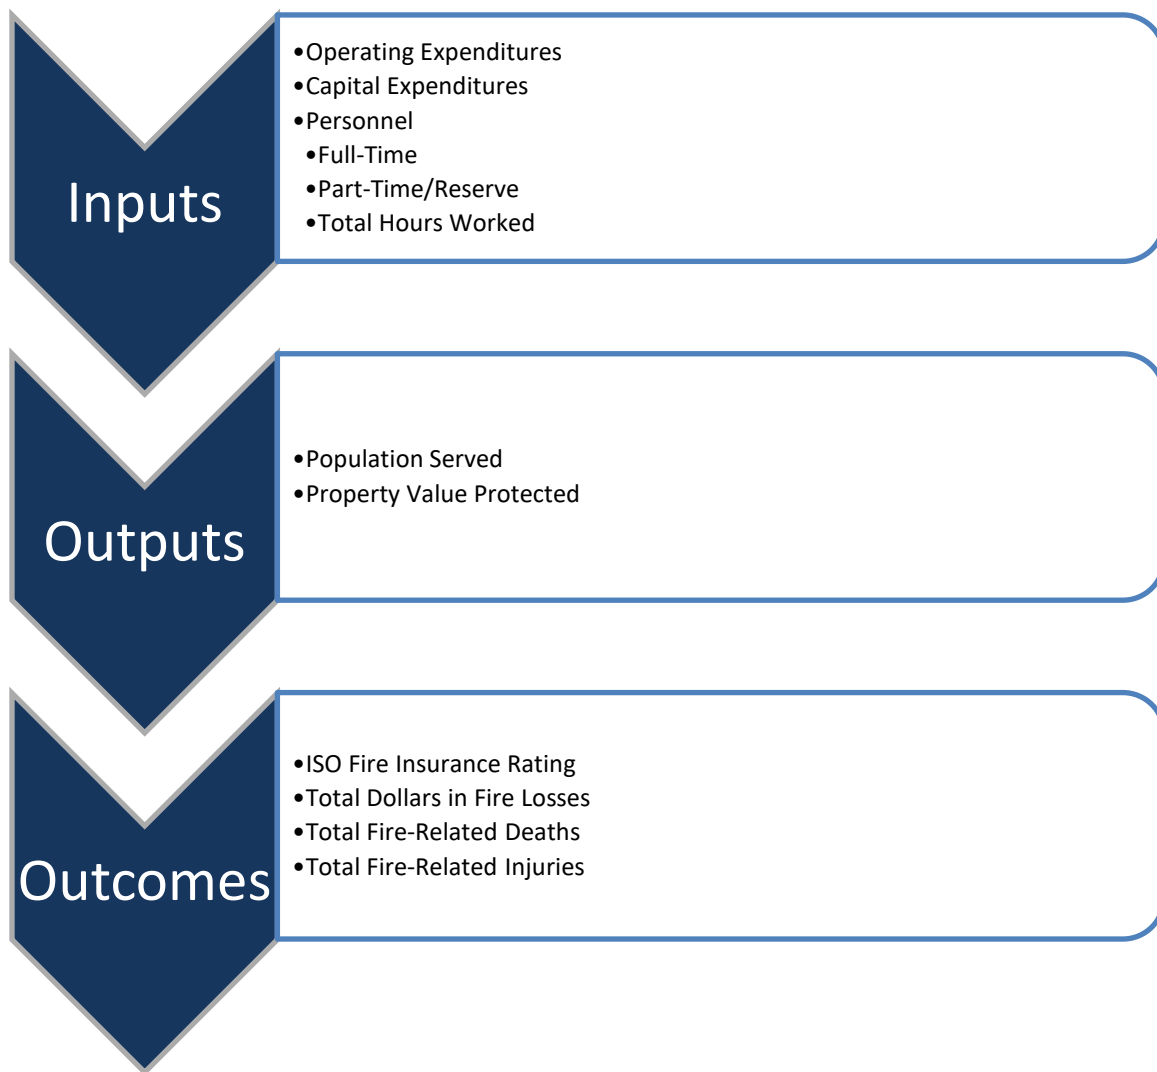 Inputs
•Operating Expenditures
•Capital Expenditures
•Personnel
•Full-Time
•Part-Time/Reserve
•Total Hours Worked
Outputs
•Population Served
•Property Value Protected
Outcomes
•ISO Fire Insurance Rating
•Total Dollars in Fire Losses
•Total Fire-Related Deaths
•Total Fire-Related Injuries